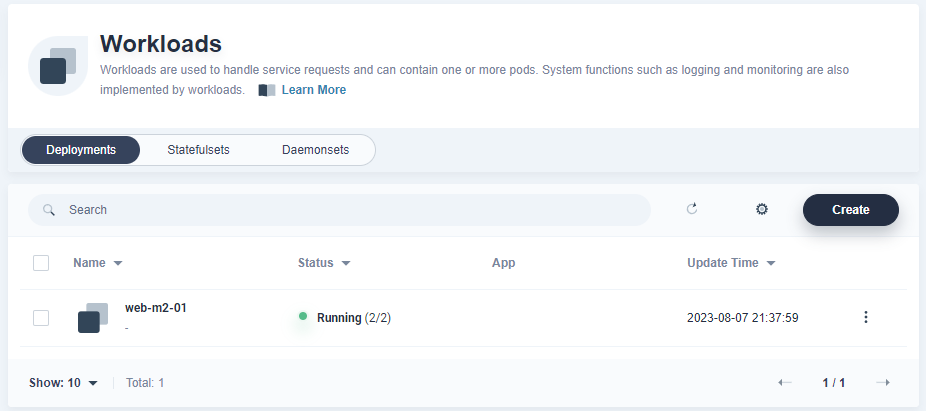 Workloads
Workloads are used to handle service requests and can contain one or more pods. System functions such as logging and monitoring are also
implemented by workloads. Learn More
Deployments Statefulsets Daemonsets
Search Create
Name Status App Update Time
web-m2-01
- Running (2/2) 2023-08-07 21:37:59
Show: 10 Total: 1 1 / 1